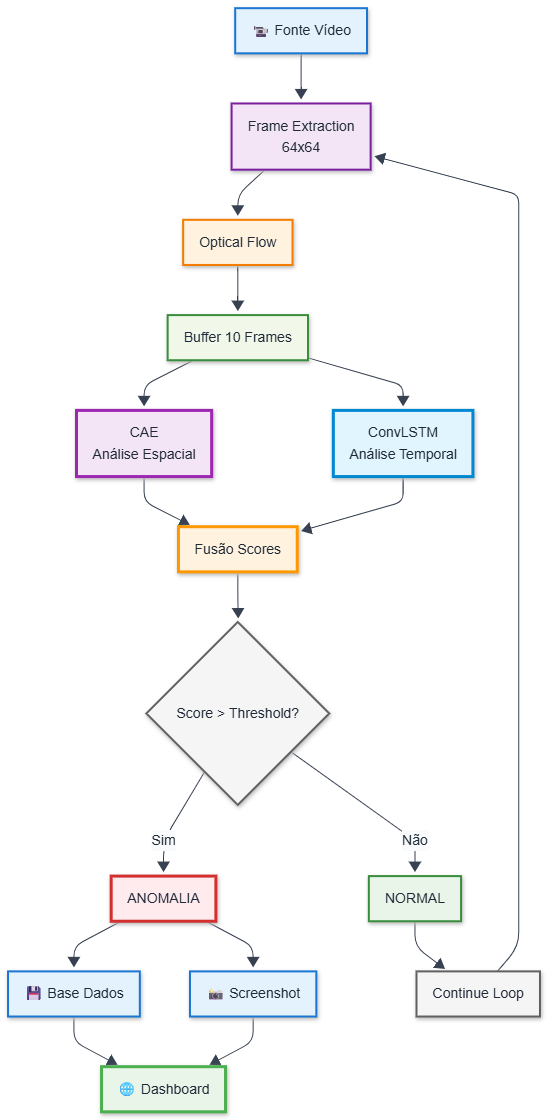 Fonte Vídeo
Frame Extraction
64x64
Optical Flow
Buffer 10 Frames
CAE
Análise Espacial
ConvLSTM
Análise Temporal
Fusão Scores
Score > Threshold?
Sim
Não
ANOMALIA
NORMAL
Base Dados
Screenshot
Continue Loop
Dashboard